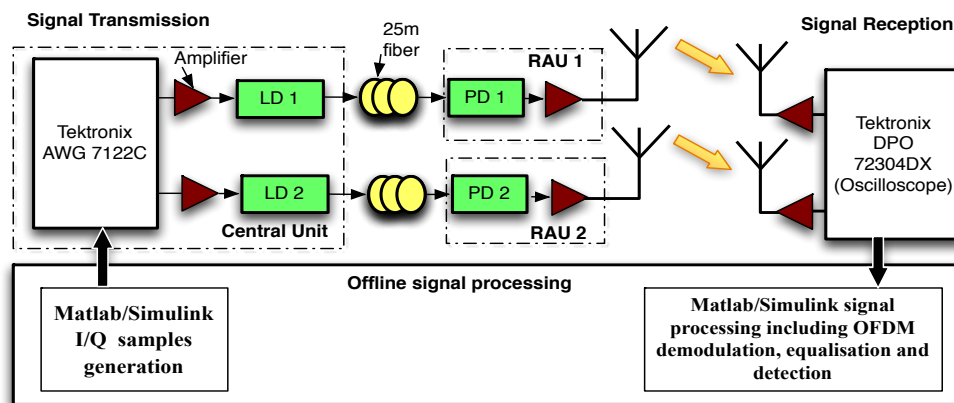 Signal Transmission
25m
fiber
Signal Reception
Amplifier
RAU 1
LD 1
PD 1
Tektronix
AWG 7122C
Tektronix
DPO
72304DX
(Oscilloscope)
LD 2
PD 2
Central Unit
RAU 2
Offline signal processing
Matlab/Simulink
I/Q samples
generation
Matlab/Simulink signal
processing including OFDM
demodulation, equalisation and
detection